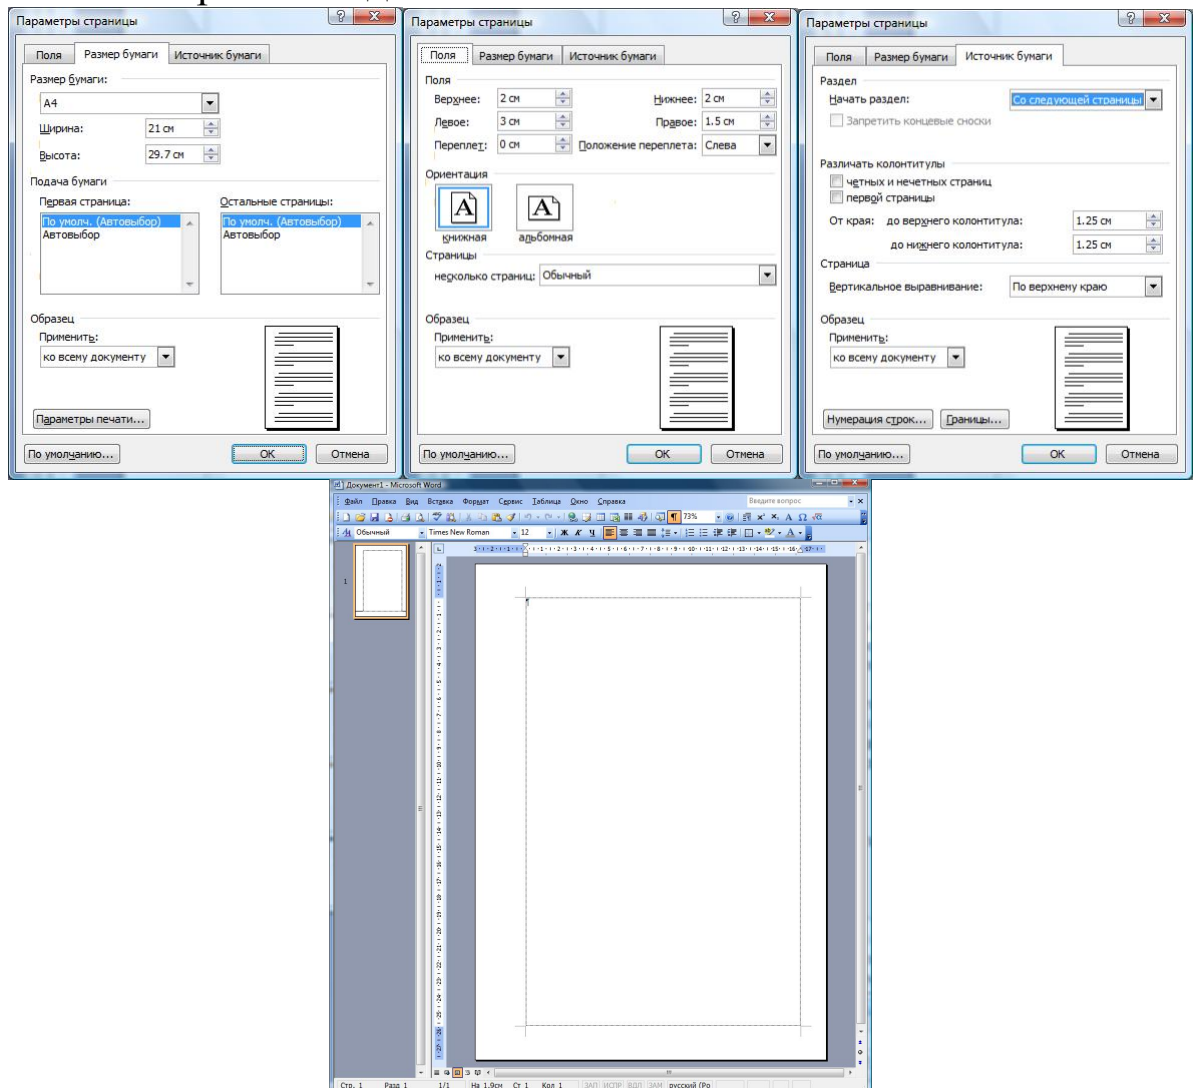 Параметры страницы
Поля Размер бумаги Источник бумаги
Размер бумаги:
A4
Ширина: 21 см
Высота: 29.7 см
Подача бумаги
Первая страница: Остальные страницы:
По умолч. (Автовыбор) По умолч. (Автовыбор)
Автовыбор Автовыбор
Образец
Применить:
ко всему документу
Параметры печати...
По умолчанию... ОК Отмена
Параметры страницы
Поля Размер бумаги Источник бумаги
Поля
Верхнее: 2 см Нижнее: 2 см
Левое: 3 см Правое: 1.5 см
Переплет: 0 см Положение переплета: Слева
Ориентация
книжная альбомная
Страницы
несколько страниц: Обычный
Образец
Применить:
ко всему документу
По умолчанию... ОК Отмена
Параметры страницы
Поля Размер бумаги Источник бумаги
Раздел
Начать раздел: Со следующей страницы
Запретить концевые сноски
Различать колонтитулы
четных и нечетных страниц
первой страницы
От края: до верхнего колонтитула: 1.25 см
до нижнего колонтитула: 1.25 см
Страница
Вертикальное выравнивание: По верхнему краю
Образец
Применить:
ко всему документу
Нумерация строк... Границы...
По умолчанию... ОК Отмена
Документ1 - Microsoft Word
Файл Правка Вид Вставка Формат Сервис Таблица Окно Справка Введите вопрос
73%
Обычный Times New Roman 12 Ж К Ч
1
Стр. 1 Разд 1 1/1 На 1,9см Ст 1 Кол 1 ЗАП ИСПР ВДЛ ЗАМ русский (Ро